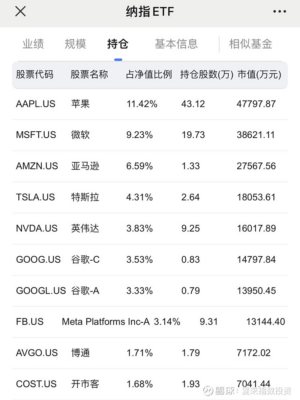 纳指ETF
业绩 规模 持仓 基本信息 相似基金
股票代码 股票名称 占净值比例 持仓股数(万) 市值(万元)
AAPL.US 苹果 11.42% 43.12 47797.87
MSFT.US 微软 9.23% 19.73 38621.11
AMZN.US 亚马逊 6.59% 1.33 27567.56
TSLA.US 特斯拉 4.31% 2.64 18053.61
NVDA.US 英伟达 3.83% 9.25 16017.89
GOOG.US 谷歌-C 3.53% 0.83 14797.84
GOOGL.US 谷歌-A 3.33% 0.79 13950.45
FB.US Meta Platforms Inc-A 3.14% 9.31 13144.40
AVGO.US 博通 1.71% 1.79 7172.02
COST.US 开市客 1.68% 1.93 7041.44